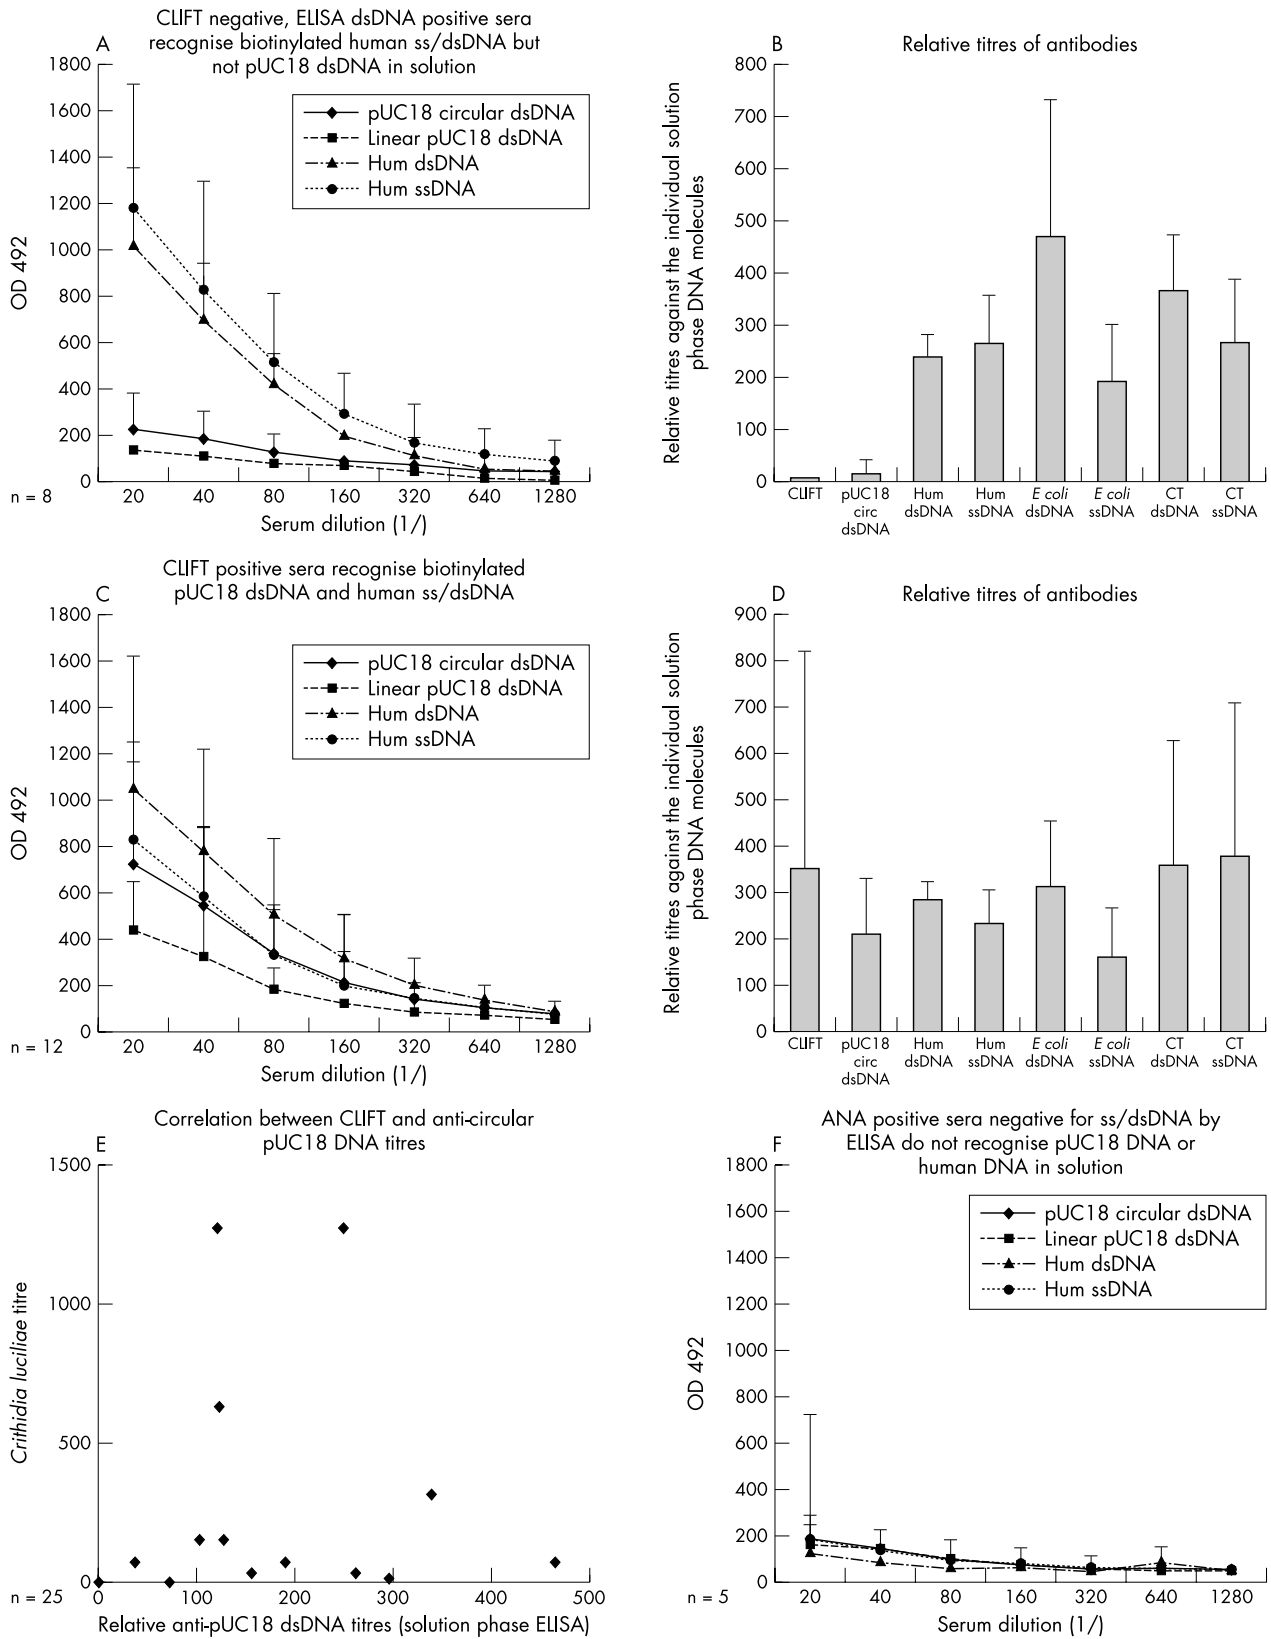 A
CLIFT negative, ELISA dsDNA positive sera
recognise biotinylated human ss/dsDNA but
not pUC18 dsDNA in solution
1800
1600
1400
1200
1000
800
600
400
200
0
OD 492
pUC18 circular dsDNA
Linear pUC18 dsDNA
Hum dsDNA
Hum ssDNA
20 40 80 160 320 640 1280
n = 8
Serum dilution (1/)
B
Relative titres of antibodies
800
700
600
500
400
300
200
100
0
Relative titres against the individual solution
phase DNA molecules
CLIFT
pUC18
circ
dsDNA
Hum
dsDNA
Hum
ssDNA
E coli
dsDNA
E coli
ssDNA
CT
dsDNA
CT
ssDNA
C
CLIFT positive sera recognise biotinylated
pUC18 dsDNA and human ss/dsDNA
1800
1600
1400
1200
1000
800
600
400
200
0
OD 492
pUC18 circular dsDNA
Linear pUC18 dsDNA
Hum dsDNA
Hum ssDNA
20 40 80 160 320 640 1280
n = 12
Serum dilution (1/)
D
Relative titres of antibodies
900
800
700
600
500
400
300
200
100
0
Relative titres against the individual solution
phase DNA molecules
CLIFT
pUC18
circ
dsDNA
Hum
dsDNA
Hum
ssDNA
E coli
dsDNA
E coli
ssDNA
CT
dsDNA
CT
ssDNA
E
Correlation between CLIFT and anti-circular
pUC18 DNA titres
1500
1000
500
0
Crithidia luciliae titre
0 100 200 300 400 500
n = 25
Relative anti-pUC18 dsDNA titres (solution phase ELISA)
F
ANA positive sera negative for ss/dsDNA by
ELISA do not recognise pUC18 DNA or
human DNA in solution
1800
1600
1400
1200
1000
800
600
400
200
0
OD 492
pUC18 circular dsDNA
Linear pUC18 dsDNA
Hum dsDNA
Hum ssDNA
20 40 80 160 320 640 1280
n = 5
Serum dilution (1/)